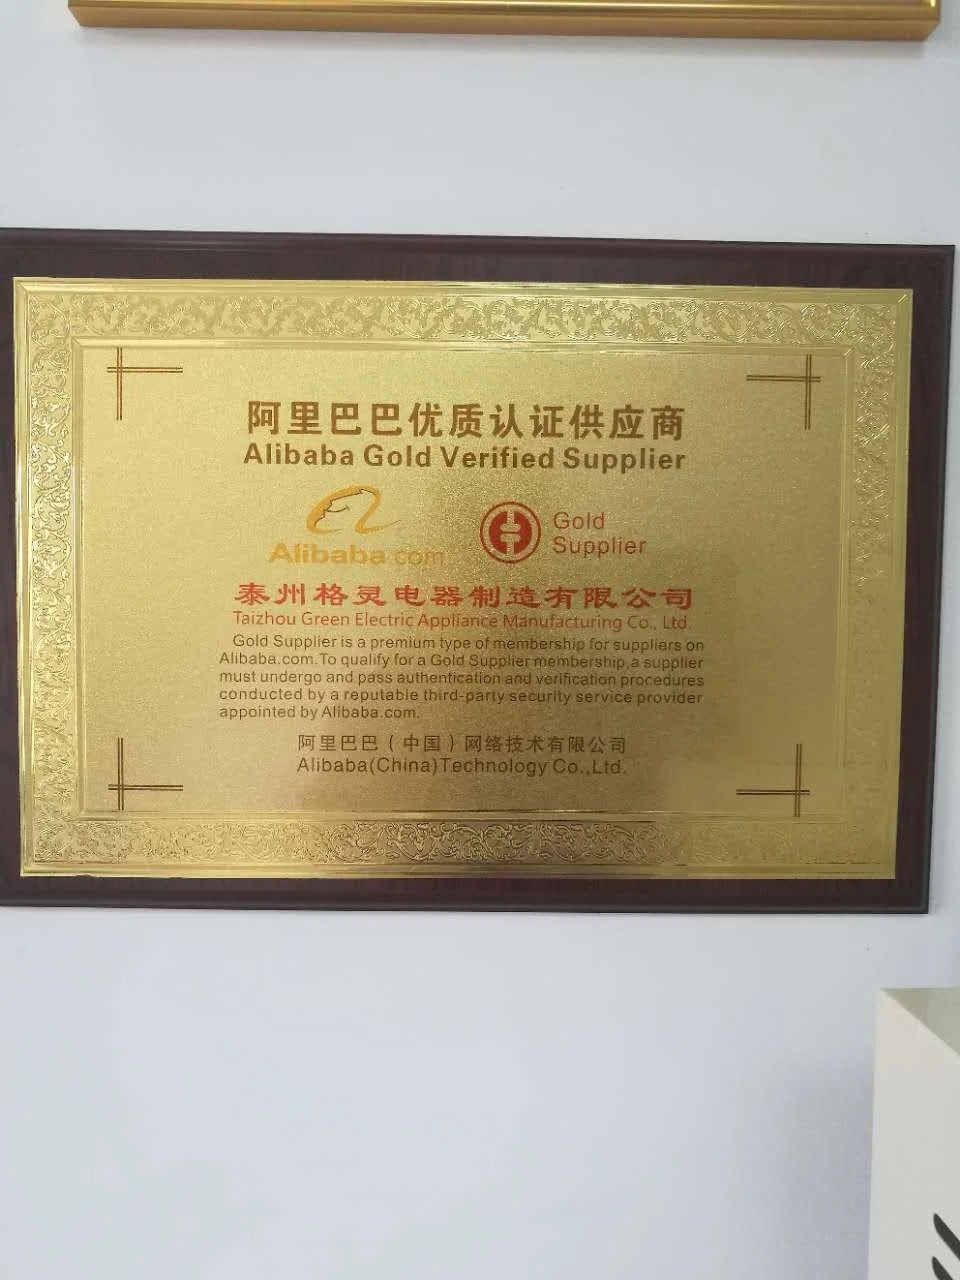 阿里巴巴优质认证供应商
Alibaba Gold Verified Supplier
Alibaba.com
Gold
Supplier
泰州格灵电器制造有限公司
Taizhou Green Electric Appliance Manufacturing Co., Ltd.
Gold Supplier is a premium type of membership for suppliers on
Alibaba.com.To qualify for a Gold Supplier membership,a supplier
must undergo and pass authentication and verification procedures
conducted by a reputable third-party security service provider
appointed by Alibaba.com.
阿里巴巴（中国）网络技术有限公司
Alibaba(China)Technology Co.,Ltd.